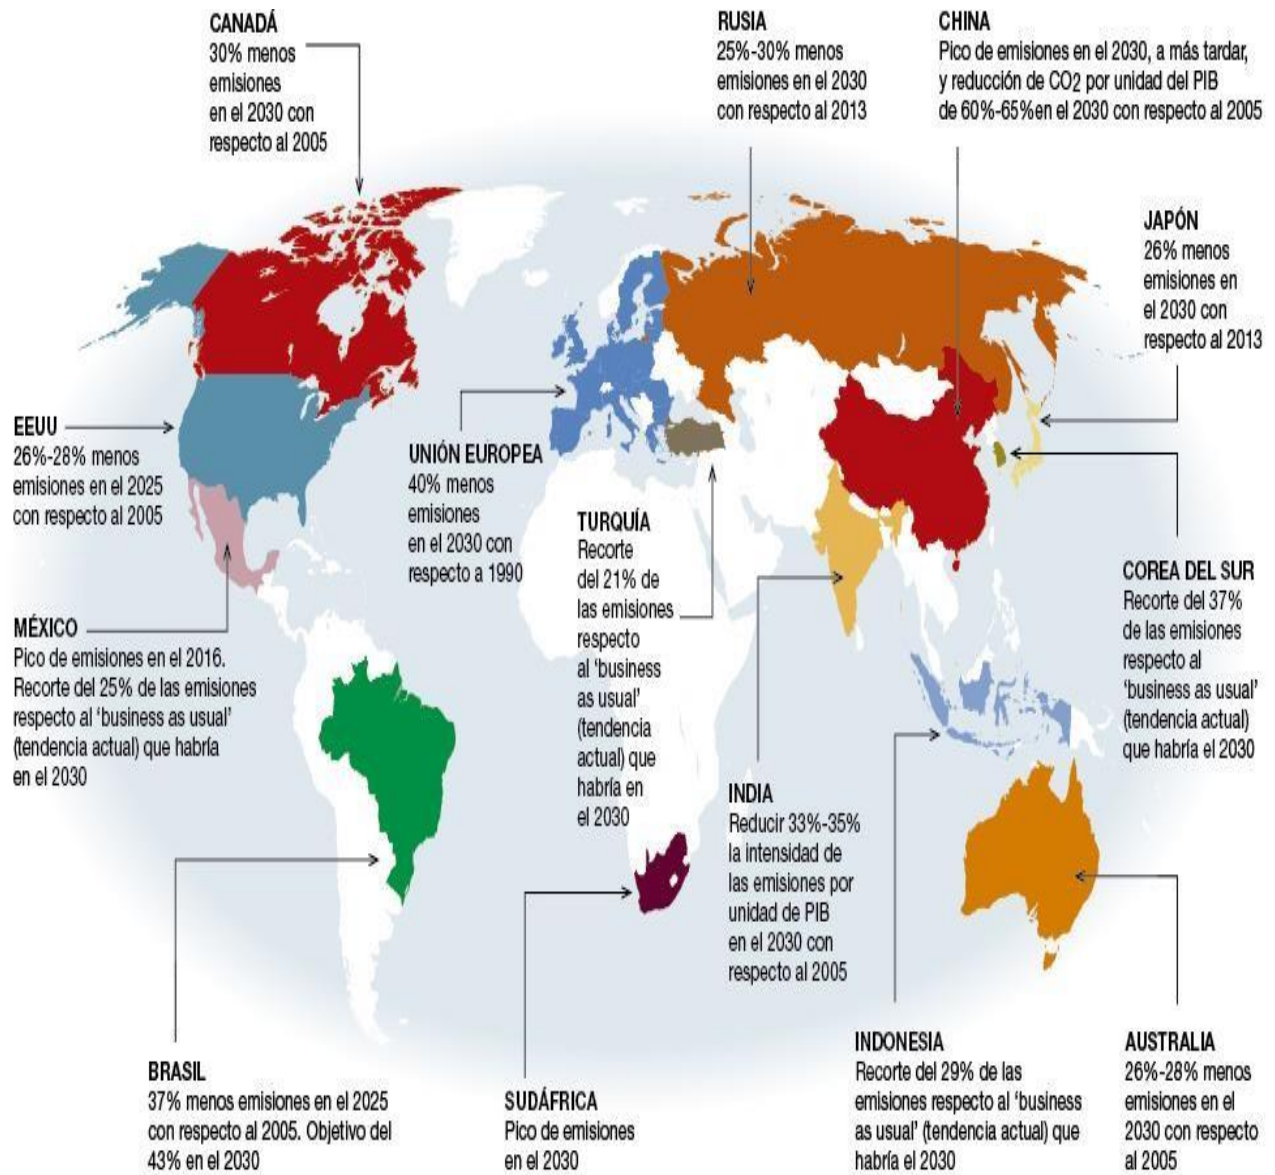 CANADÁ
30% menos
emisiones
en el 2030 con
respecto al 2005
RUSIA
25%-30% menos
emisiones en el 2030
con respecto al 2013
CHINA
Pico de emisiones en el 2030, a más tardar,
y reducción de CO2 por unidad del PIB
de 60%-65%en el 2030 con respecto al 2005
JAPÓN
26% menos
emisiones en
el 2030 con
respecto al 2013
EEUU
26%-28% menos
emisiones en el 2025
con respecto al 2005
UNIÓN EUROPEA
40% menos
emisiones
en el 2030 con
respecto a 1990
TURQUÍA
Recorte
del 21% de
las emisiones
respecto
al ‘business
as usual’
(tendencia
actual) que
habría en
el 2030
COREA DEL SUR
Recorte del 37%
de las emisiones
respecto al
‘business as usual’
(tendencia actual)
que habría el 2030
MÉXICO
Pico de emisiones en el 2016.
Recorte del 25% de las emisiones
respecto al ‘business as usual’
(tendencia actual) que habría
en el 2030
INDIA
Reducir 33%-35%
la intensidad de
las emisiones por
unidad de PIB
en el 2030 con
respecto al 2005
BRASIL
37% menos emisiones en el 2025
con respecto al 2005. Objetivo del
43% en el 2030
SUDÁFRICA
Pico de emisiones
en el 2030
INDONESIA
Recorte del 29% de las
emisiones respecto al ‘business
as usual’ (tendencia actual) que
habría el 2030
AUSTRALIA
26%-28% menos
emisiones en el
2030 con respecto
al 2005